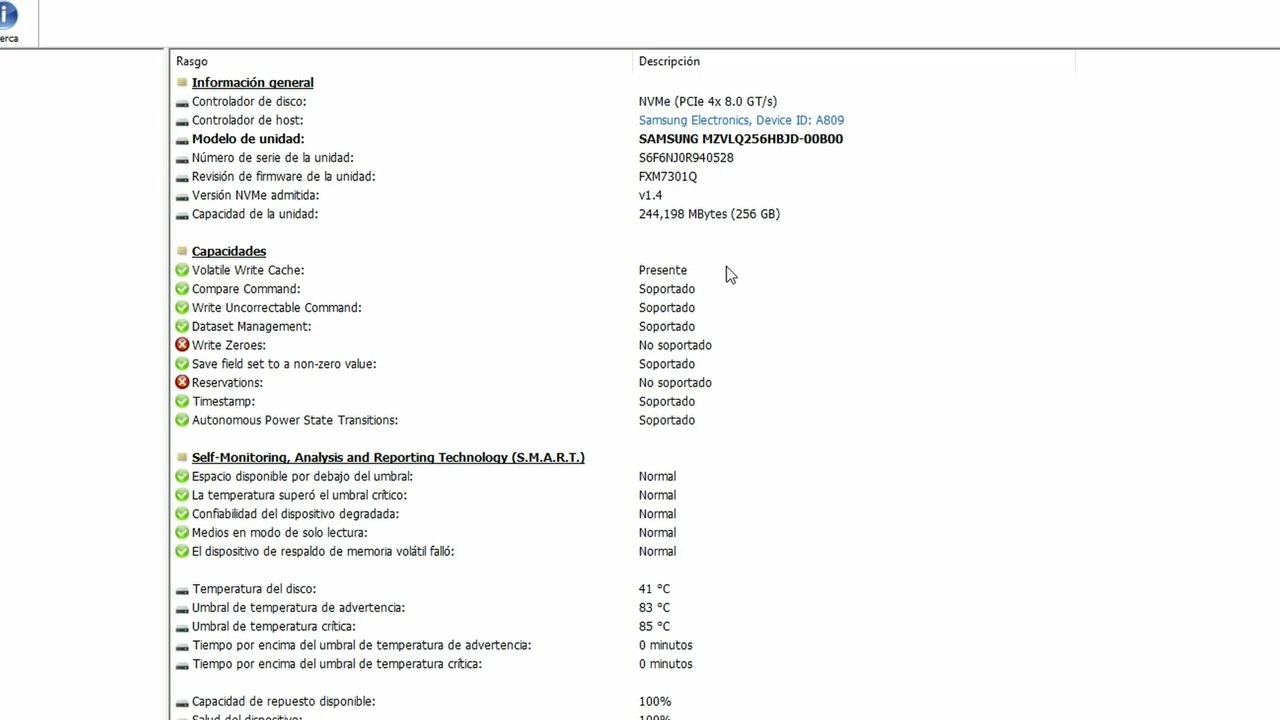 erca
Rasgo Descripción
Información general
Controlador de disco: NVMe (PCIe 4x 8.0 GT/s)
Controlador de host: Samsung Electronics, Device ID: A809
Modelo de unidad: SAMSUNG MZVLQ256HBJD-00B00
Número de serie de la unidad: S6F6NJ0R940528
Revisión de firmware de la unidad: FXM7301Q
Versión NVMe admitida: v1.4
Capacidad de la unidad: 244,198 MBytes (256 GB)
Capacidades
Volatile Write Cache: Presente
Compare Command: Soportado
Write Uncorrectable Command: Soportado
Dataset Management: Soportado
Write Zeroes: No soportado
Save field set to a non-zero value: Soportado
Reservations: No soportado
Timestamp: Soportado
Autonomous Power State Transitions: Soportado
Self-Monitoring, Analysis and Reporting Technology (S.M.A.R.T.)
Espacio disponible por debajo del umbral: Normal
La temperatura superó el umbral crítico: Normal
Confiabilidad del dispositivo degradada: Normal
Medios en modo de solo lectura: Normal
El dispositivo de respaldo de memoria volátil falló: Normal
Temperatura del disco: 41 °C
Umbral de temperatura de advertencia: 83 °C
Umbral de temperatura crítica: 85 °C
Tiempo por encima del umbral de temperatura de advertencia: 0 minutos
Tiempo por encima del umbral de temperatura crítica: 0 minutos
Capacidad de repuesto disponible: 100%
Salud del dispositivo: 100%